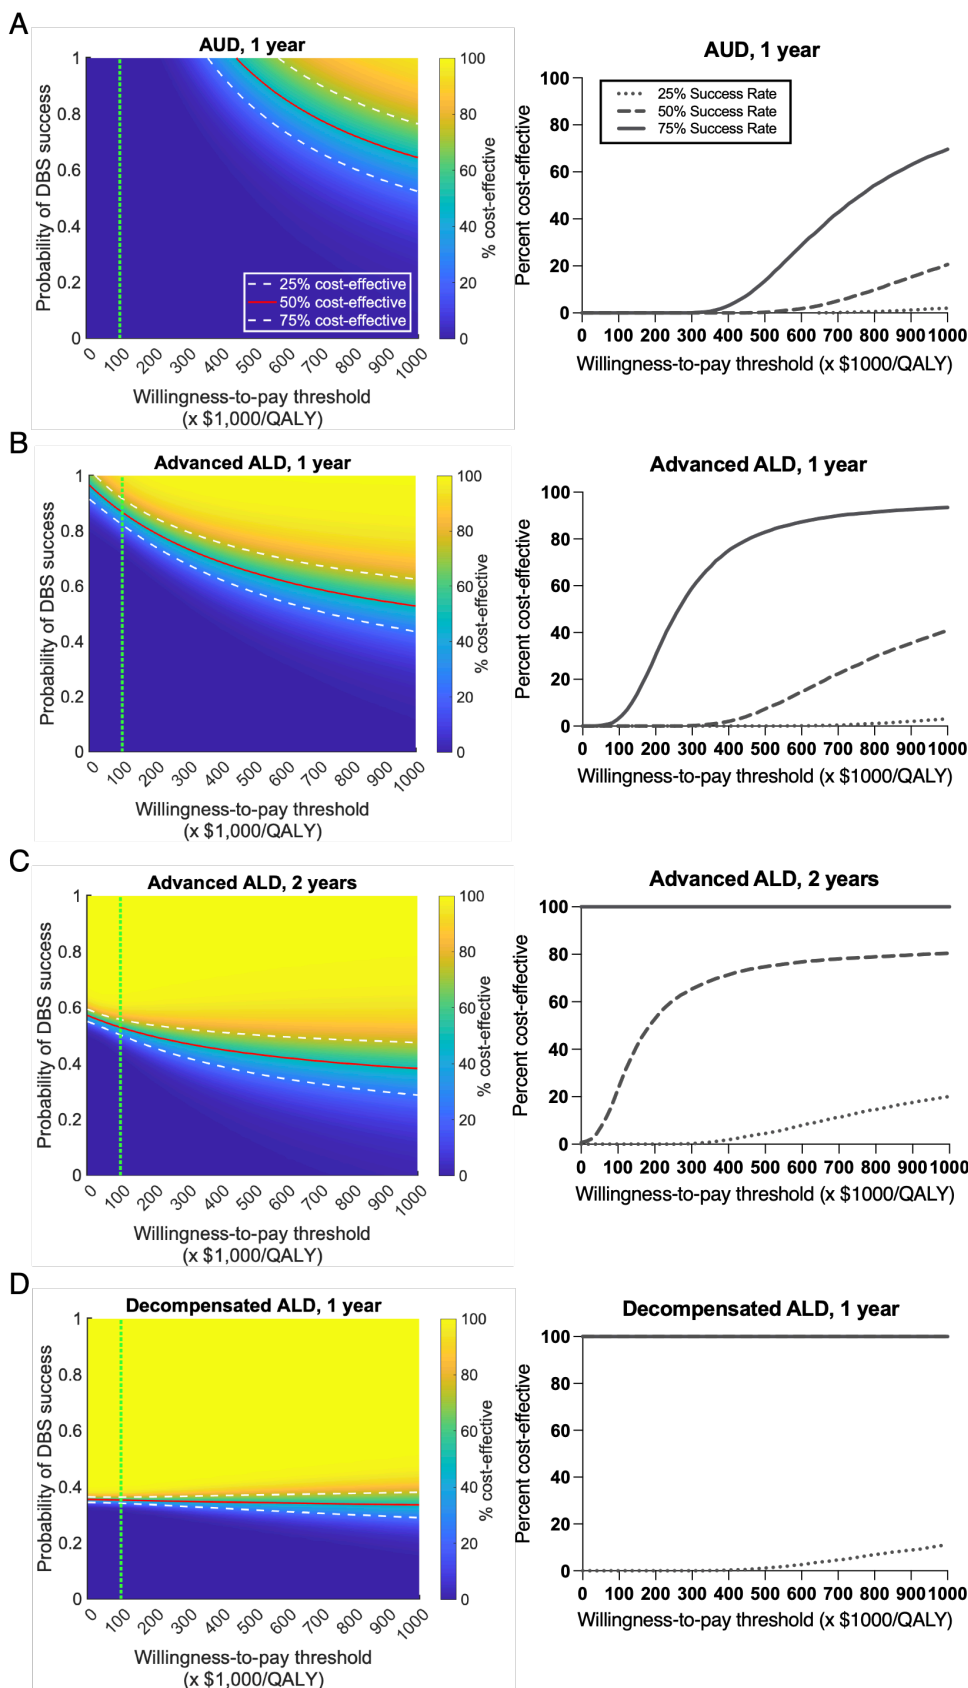 A
AUD, 1 year
1
0.8
0.6
0.4
0.2
0
Probability of DBS success
25% cost-effective
50% cost-effective
75% cost-effective
0 100 200 300 400 500 600 700 800 900 1000
Willingness-to-pay threshold
(x $1,000/QALY)
100
80
60
40
20
0
% cost-effective
AUD, 1 year
100
80
60
40
20
0
Percent cost-effective
25% Success Rate
50% Success Rate
75% Success Rate
0 100 200 300 400 500 600 700 800 900 1000
Willingness-to-pay threshold (x $1000/QALY)
B
Advanced ALD, 1 year
1
0.8
0.6
0.4
0.2
0
Probability of DBS success
0 100 200 300 400 500 600 700 800 900 1000
Willingness-to-pay threshold
(x $1,000/QALY)
100
80
60
40
20
0
% cost-effective
Advanced ALD, 1 year
100
80
60
40
20
0
Percent cost-effective
0 100 200 300 400 500 600 700 800 900 1000
Willingness-to-pay threshold (x $1000/QALY)
C
Advanced ALD, 2 years
1
0.8
0.6
0.4
0.2
0
Probability of DBS success
0 100 200 300 400 500 600 700 800 900 1000
Willingness-to-pay threshold
(x $1,000/QALY)
100
80
60
40
20
0
% cost-effective
Advanced ALD, 2 years
100
80
60
40
20
0
Percent cost-effective
0 100 200 300 400 500 600 700 800 900 1000
Willingness-to-pay threshold (x $1000/QALY)
D
Decompensated ALD, 1 year
1
0.8
0.6
0.4
0.2
0
Probability of DBS success
0 100 200 300 400 500 600 700 800 900 1000
Willingness-to-pay threshold
(x $1,000/QALY)
100
80
60
40
20
0
% cost-effective
Decompensated ALD, 1 year
100
80
60
40
20
0
Percent cost-effective
0 100 200 300 400 500 600 700 800 900 1000
Willingness-to-pay threshold (x $1000/QALY)